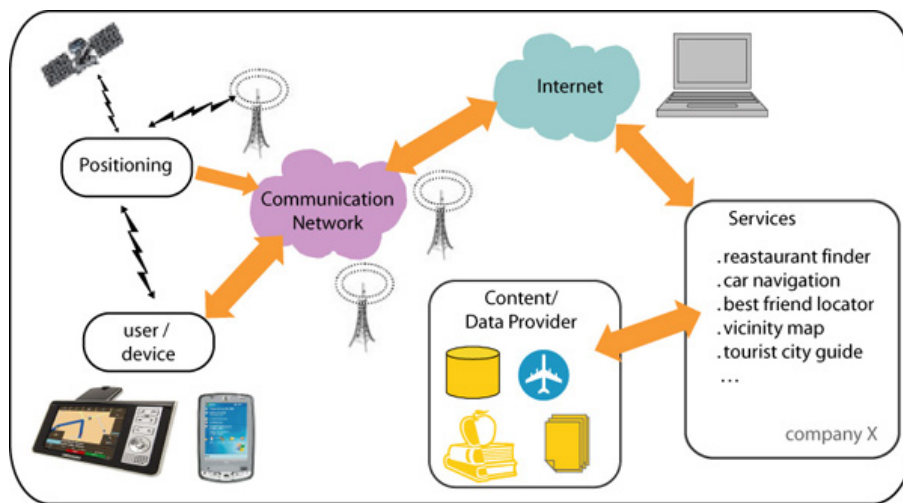 Positioning
Communication
Network
Internet
user /
device
Content/
Data Provider
Services
.reastaurant finder
.car navigation
.best friend locator
.vicinity map
.tourist city guide
...
company X